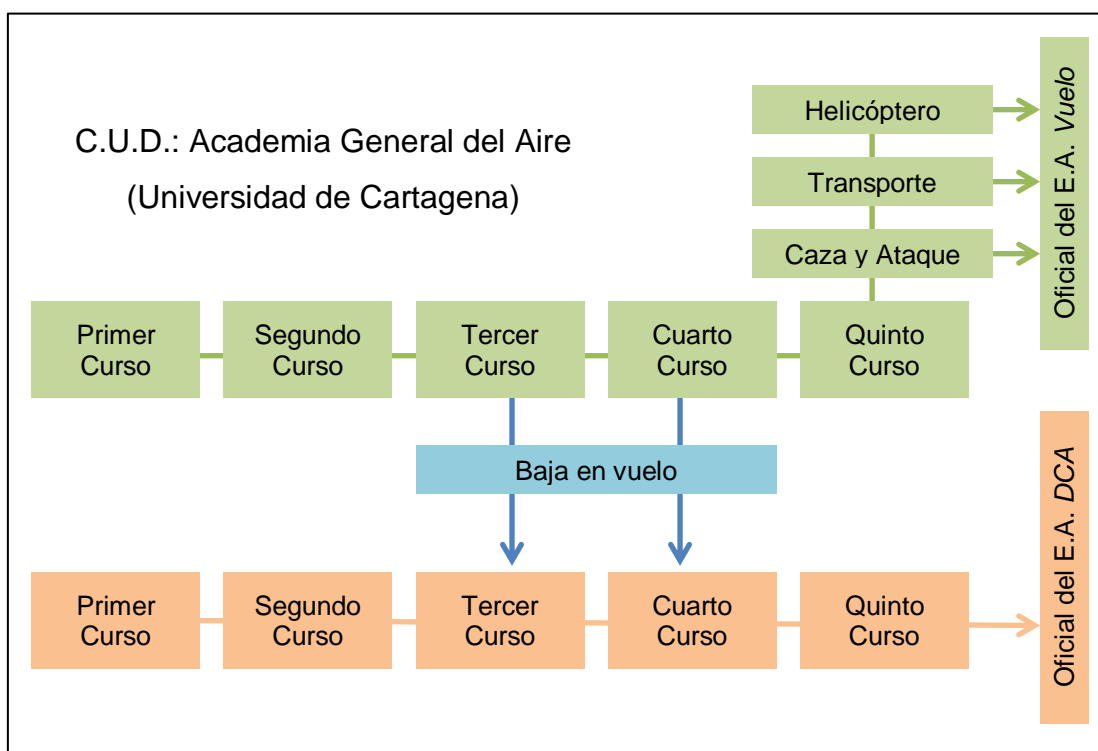 C.U.D.: Academia General del Aire
(Universidad de Cartagena)
Helicóptero
Transporte
Caza y Ataque
Oficial del E.A. Vuelo
Primer
Curso
Segundo
Curso
Tercer
Curso
Cuarto
Curso
Quinto
Curso
Baja en vuelo
Primer
Curso
Segundo
Curso
Tercer
Curso
Cuarto
Curso
Quinto
Curso
Oficial del E.A. DCA